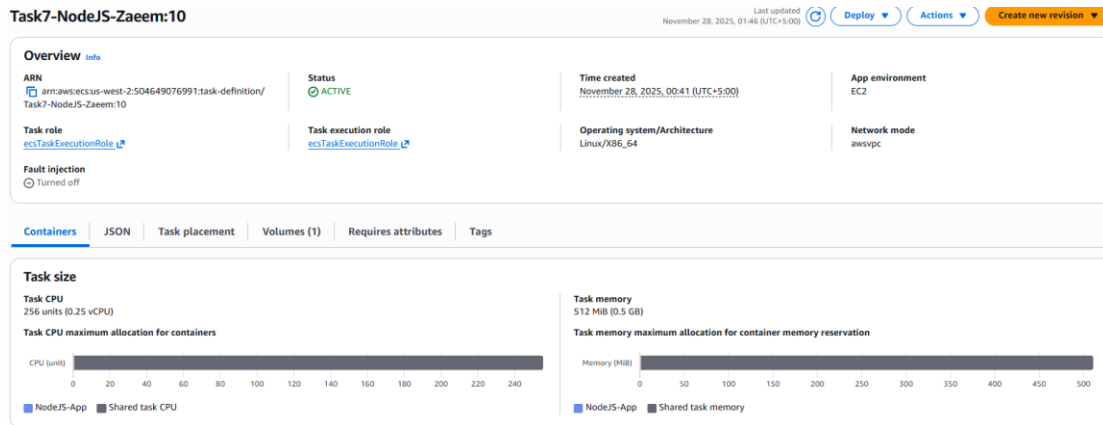 Task7-NodeJS-Zaeem:10
Last updated
November 28, 2025, 01:46 (UTC+5:00)
Deploy
Actions
Create new revision
Overview Info
ARN
arn:aws:ecs:us-west-2:504649076991:task-definition/
Task7-NodeJS-Zaeem:10
Status
ACTIVE
Time created
November 28, 2025, 00:41 (UTC+5:00)
App environment
EC2
Task role
ecsTaskExecutionRole
Task execution role
ecsTaskExecutionRole
Operating system/Architecture
Linux/X86_64
Network mode
awsvpc
Fault injection
Turned off
Containers JSON Task placement Volumes (1) Requires attributes Tags
Task size
Task CPU
256 units (0.25 vCPU)
Task CPU maximum allocation for containers
CPU (unit)
0 20 40 60 80 100 120 140 160 180 200 220 240
NodeJS-App Shared task CPU
Task memory
512 MiB (0.5 GB)
Task memory maximum allocation for container memory reservation
Memory (MiB)
0 50 100 150 200 250 300 350 400 450 500
NodeJS-App Shared task memory